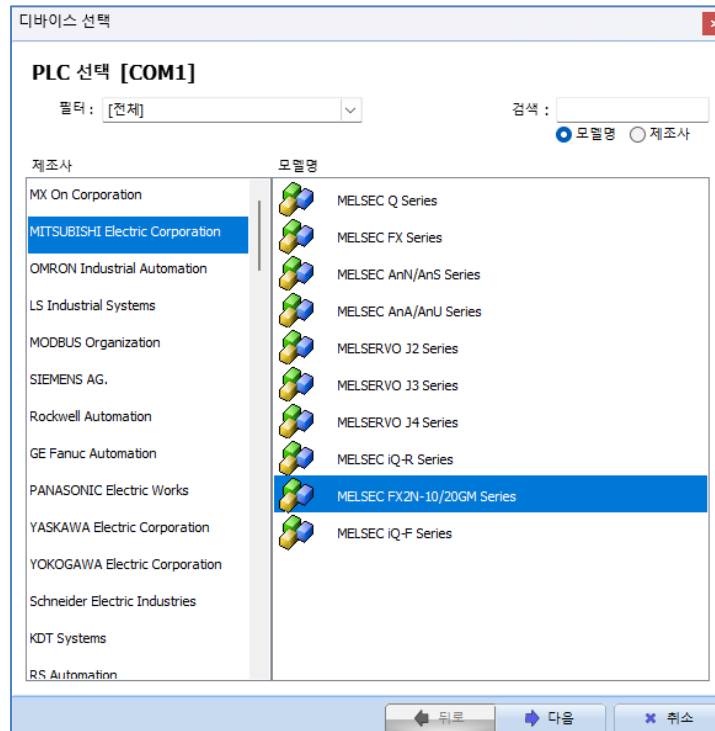 디바이스 선택
PLC 선택 [COM1]
필터 : [전체]
검색 :
모델명 제조사
제조사
MX On Corporation
MITSUBISHI Electric Corporation
OMRON Industrial Automation
LS Industrial Systems
MODBUS Organization
SIEMENS AG.
Rockwell Automation
GE Fanuc Automation
PANASONIC Electric Works
YASKAWA Electric Corporation
YOKOGAWA Electric Corporation
Schneider Electric Industries
KDT Systems
RS Automation
모델명
MELSEC Q Series
MELSEC FX Series
MELSEC AnN/AnS Series
MELSEC AnA/AnU Series
MELSERVO J2 Series
MELSERVO J3 Series
MELSERVO J4 Series
MELSEC iQ-R Series
MELSEC FX2N-10/20GM Series
MELSEC iQ-F Series
뒤로 다음 취소